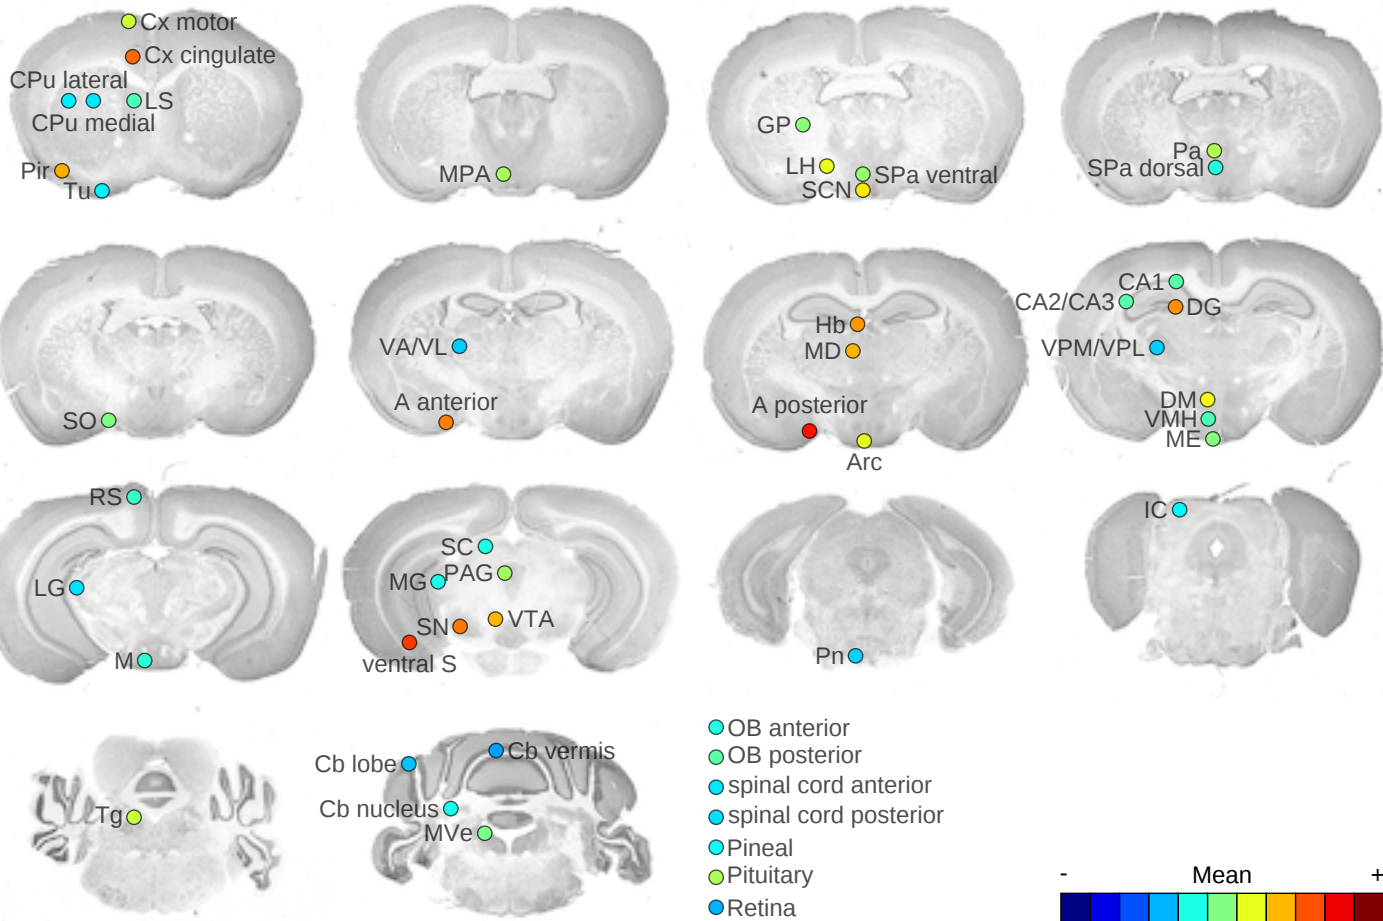 Cx motor
Cx cingulate
CPu lateral
LS
CPu medial
Pir
Tu
MPA
GP
LH
SPa ventral
SCN
Pa
SPa dorsal
SO
VA/VL
A anterior
Hb
MD
A posterior
Arc
CA1
CA2/CA3
DG
VPM/VPL
DM
VMH
ME
RS
LG
M
SC
PAG
MG
VTA
SN
ventral S
Pn
IC
Tg
Cb vermis
Cb lobe
Cb nucleus
MVe
OB anterior
OB posterior
spinal cord anterior
spinal cord posterior
Pineal
Pituitary
Retina
- Mean +